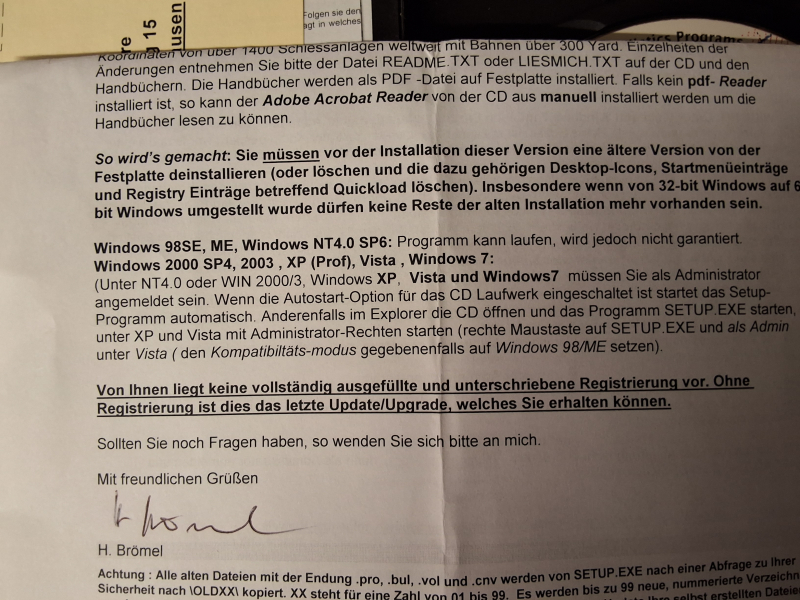 Folgen sie den
agt in welches
re
g 15
usen
Koordinaten von über 1400 Schiessanlagen weltweit mit Bahnen über 300 Yard. Einzelheiten der
Änderungen entnehmen Sie bitte der Datei README.TXT oder LIESMICH.TXT auf der CD und den
Handbüchern. Die Handbücher werden als PDF -Datei auf Festplatte installiert. Falls kein pdf- Reader
installiert ist, so kann der Adobe Acrobat Reader von der CD aus manuell installiert werden um die
Handbücher lesen zu können.
So wird's gemacht: Sie müssen vor der Installation dieser Version eine ältere Version von der
Festplatte deinstallieren (oder löschen und die dazu gehörigen Desktop-Icons, Startmenüeinträge
und Registry Einträge betreffend Quickload löschen). Insbesondere wenn von 32-bit Windows auf 6
bit Windows umgestellt wurde dürfen keine Reste der alten Installation mehr vorhanden sein.
Windows 98SE, ME, Windows NT4.0 SP6: Programm kann laufen, wird jedoch nicht garantiert.
Windows 2000 SP4, 2003 , XP (Prof), Vista , Windows 7:
(Unter NT4.0 oder WIN 2000/3, Windows XP, Vista und Windows7 müssen Sie als Administrator
angemeldet sein. Wenn die Autostart-Option für das CD Laufwerk eingeschaltet ist startet das Setup-
Programm automatisch. Anderenfalls im Explorer die CD öffnen und das Programm SETUP.EXE starten,
unter XP und Vista mit Administrator-Rechten starten (rechte Maustaste auf SETUP.EXE und als Admin
unter Vista ( den Kompatibiltäts-modus gegebenenfalls auf Windows 98/ME setzen).
Von Ihnen liegt keine vollständig ausgefüllte und unterschriebene Registrierung vor. Ohne
Registrierung ist dies das letzte Update/Upgrade, welches Sie erhalten können.
Sollten Sie noch Fragen haben, so wenden Sie sich bitte an mich.
Mit freundlichen Grüßen
H. Brömel
Achtung : Alle alten Dateien mit der Endung .pro, .bul, .vol und .cnv werden von SETUP.EXE nach einer Abfrage zu Ihrer
Sicherheit nach \OLDXX\ kopiert. XX steht für eine Zahl von 01 bis 99. Es werden bis zu 99 neue, nummerierte Verzeichn
selbst erstellten Dateien